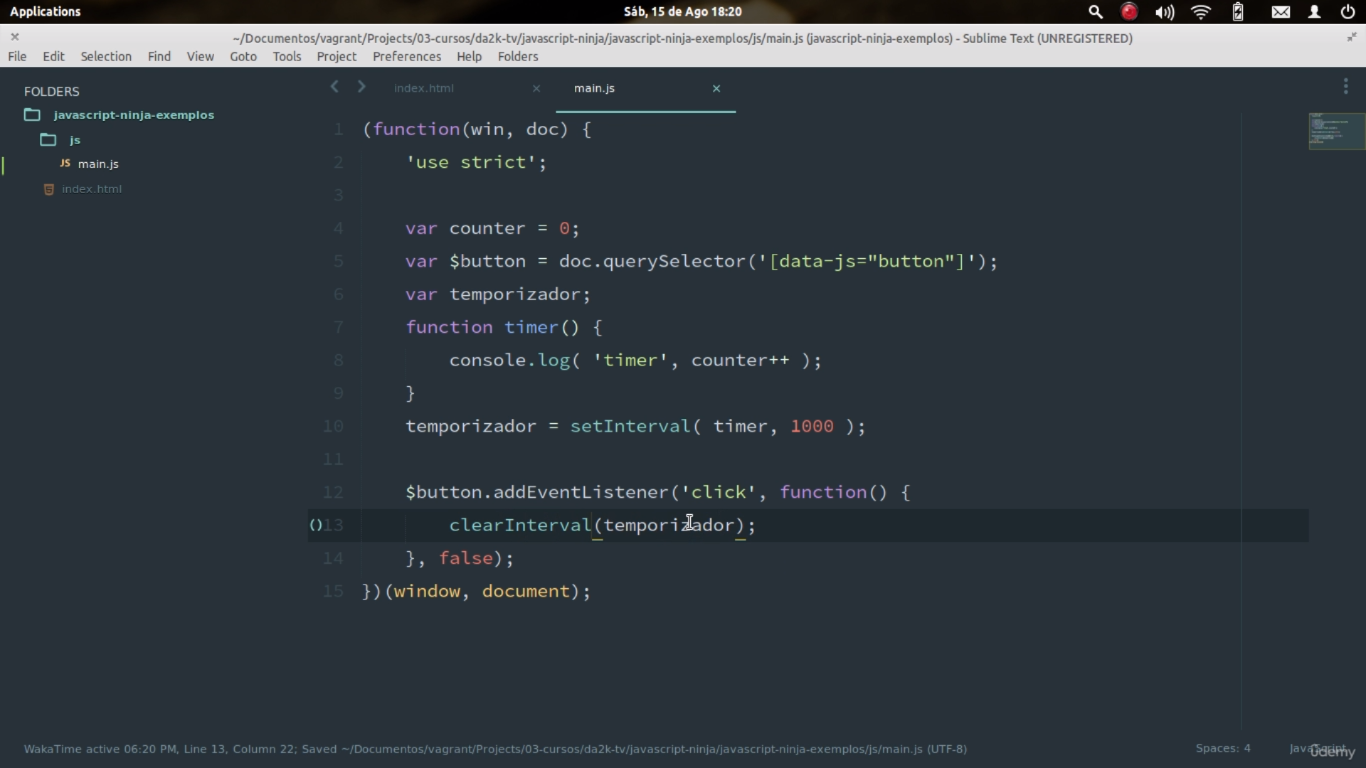 Applications
Sáb, 15 de Ago 18:20
~/Documentos/vagrant/Projects/03-cursos/da2k-tv/javascript-ninja/javascript-ninja-exemplos/js/main.js (javascript-ninja-exemplos) - Sublime Text (UNREGISTERED)
File Edit Selection Find View Goto Tools Project Preferences Help Folders
FOLDERS
javascript-ninja-exemplos
js
JS main.js
index.html
index.html
main.js
1 (function(win, doc) {
2 'use strict';
3
4 var counter = 0;
5 var $button = doc.querySelector('[data-js="button"]');
6 var temporizador;
7 function timer() {
8 console.log( 'timer', counter++ );
9 }
10 temporizador = setInterval( timer, 1000 );
11
12 $button.addEventListener('click', function() {
()13 clearInterval(temporizador);
14 }, false);
15 })(window, document);
WakaTime active 06:20 PM, Line 13, Column 22; Saved ~/Documentos/vagrant/Projects/03-cursos/da2k-tv/javascript-ninja/javascript-ninja-exemplos/js/main.js (UTF-8)
Spaces: 4
JavaScript
ûdemy